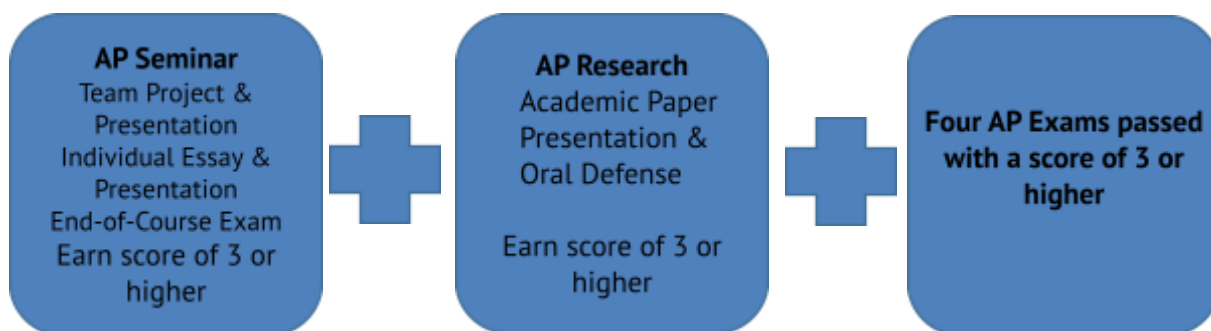 AP Seminar
Team Project &
Presentation
Individual Essay &
Presentation
End-of-Course Exam
Earn score of 3 or
higher
AP Research
Academic Paper
Presentation &
Oral Defense
Earn score of 3 or
higher
Four AP Exams passed
with a score of 3 or
higher